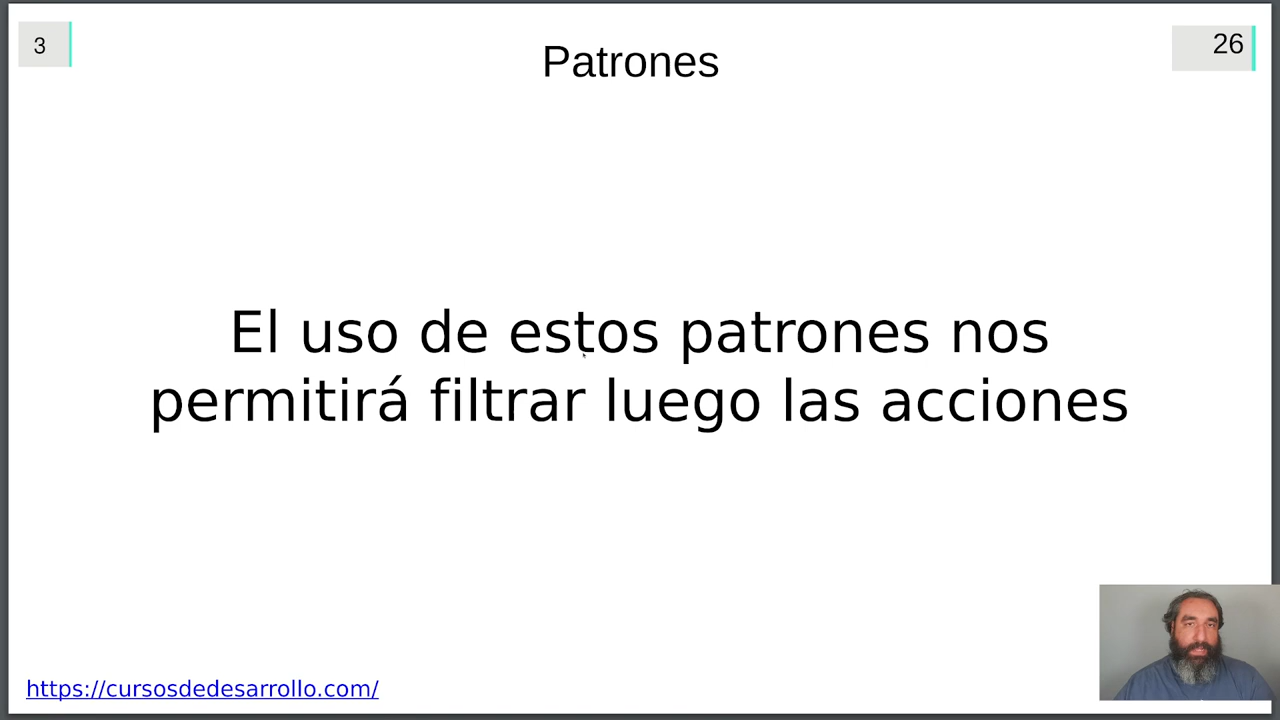 3
Patrones
26
El uso de estos patrones nos
permitirá filtrar luego las acciones
https://cursosdedesarrollo.com/